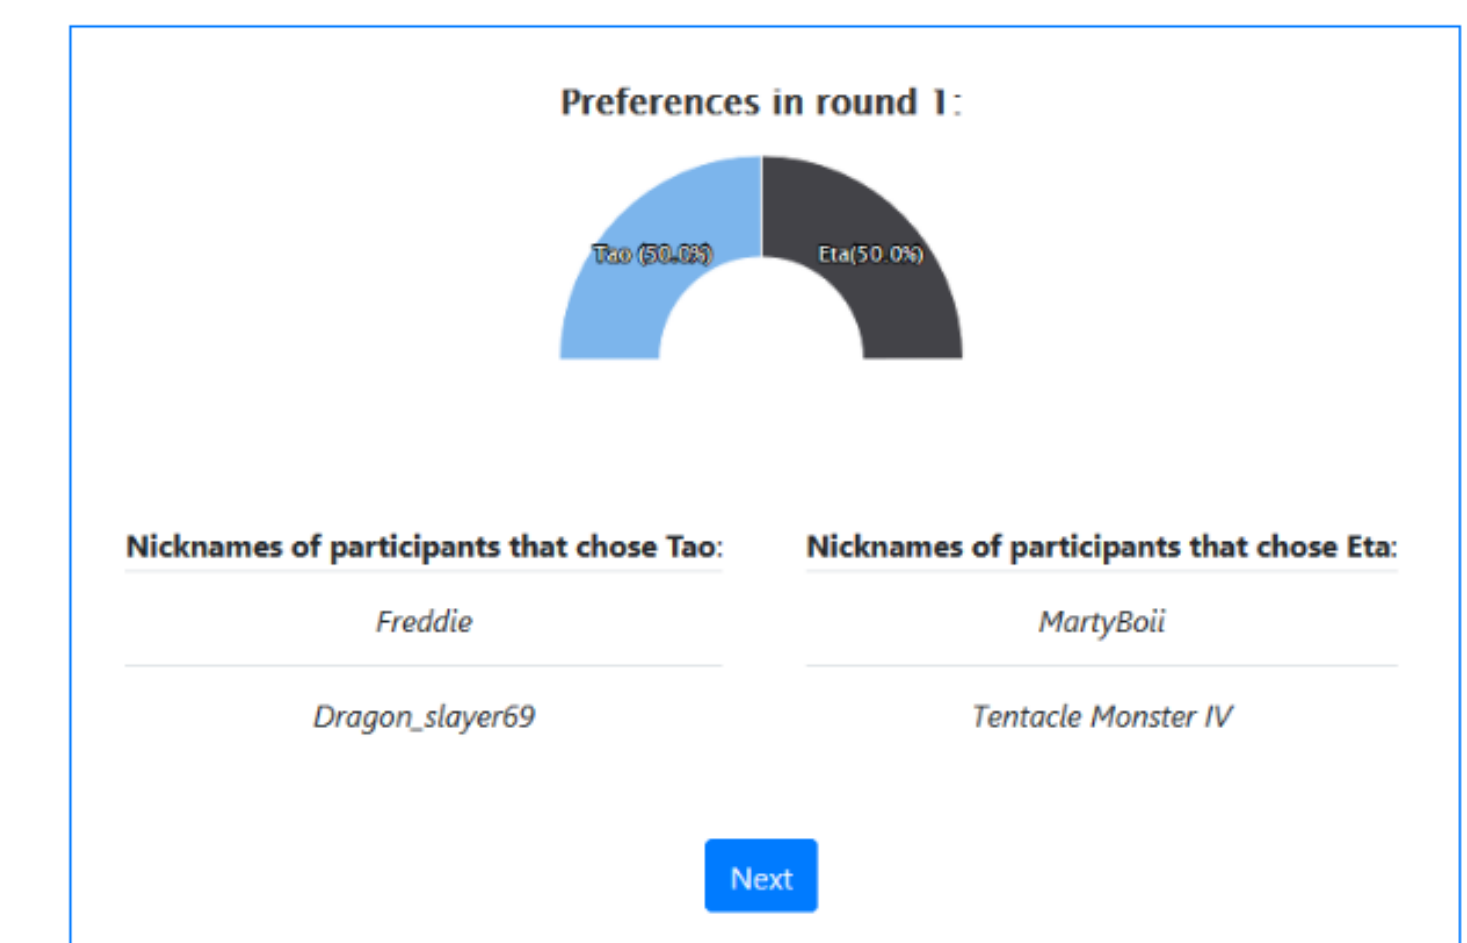 Preferences in round 1:
Tao (50.0%)
Eta(50.0%)
Nicknames of participants that chose Tao:
Freddie
Dragon_slayer69
Nicknames of participants that chose Eta:
MartyBoii
Tentacle Monster IV
Next